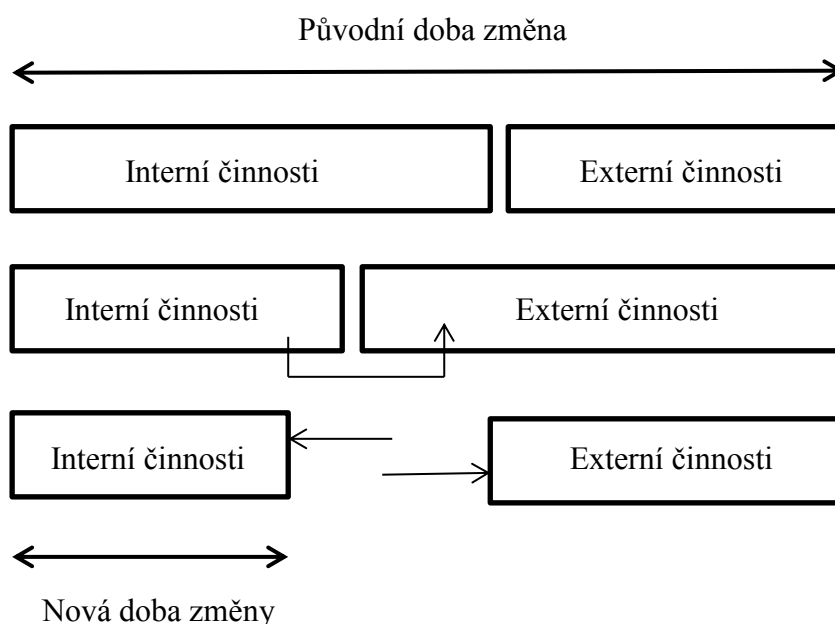 Původní doba změna
Interní činnosti
Externí činnosti
Interní činnosti
Externí činnosti
Interní činnosti
Externí činnosti
Nová doba změny